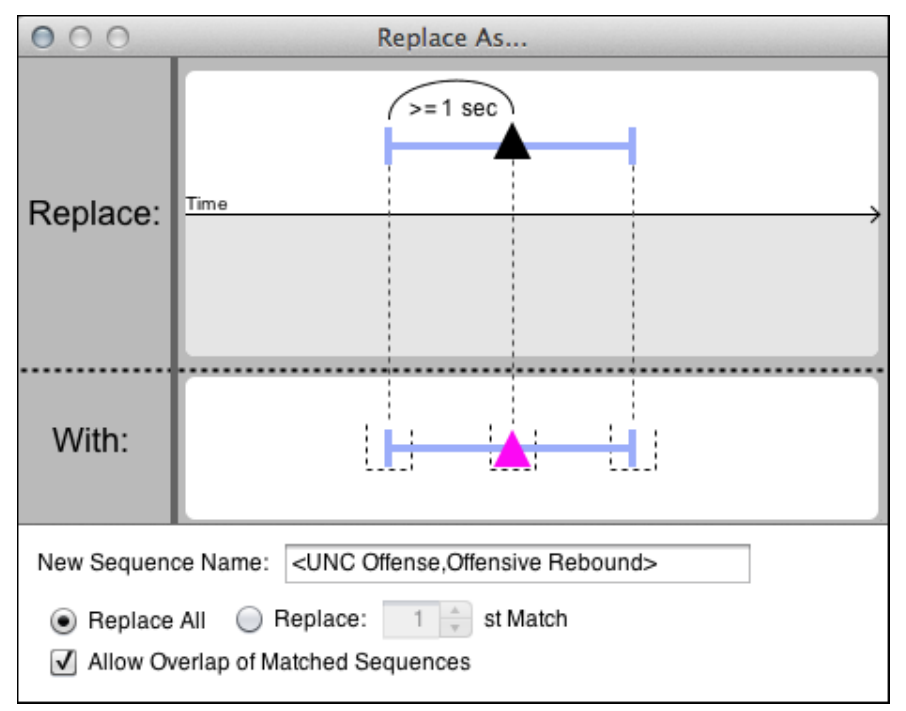 Replace As...
>=1 sec
Replace:
Time
With:
New Sequence Name: <UNC Offense,Offensive Rebound>
Replace All Replace: 1 st Match
Allow Overlap of Matched Sequences